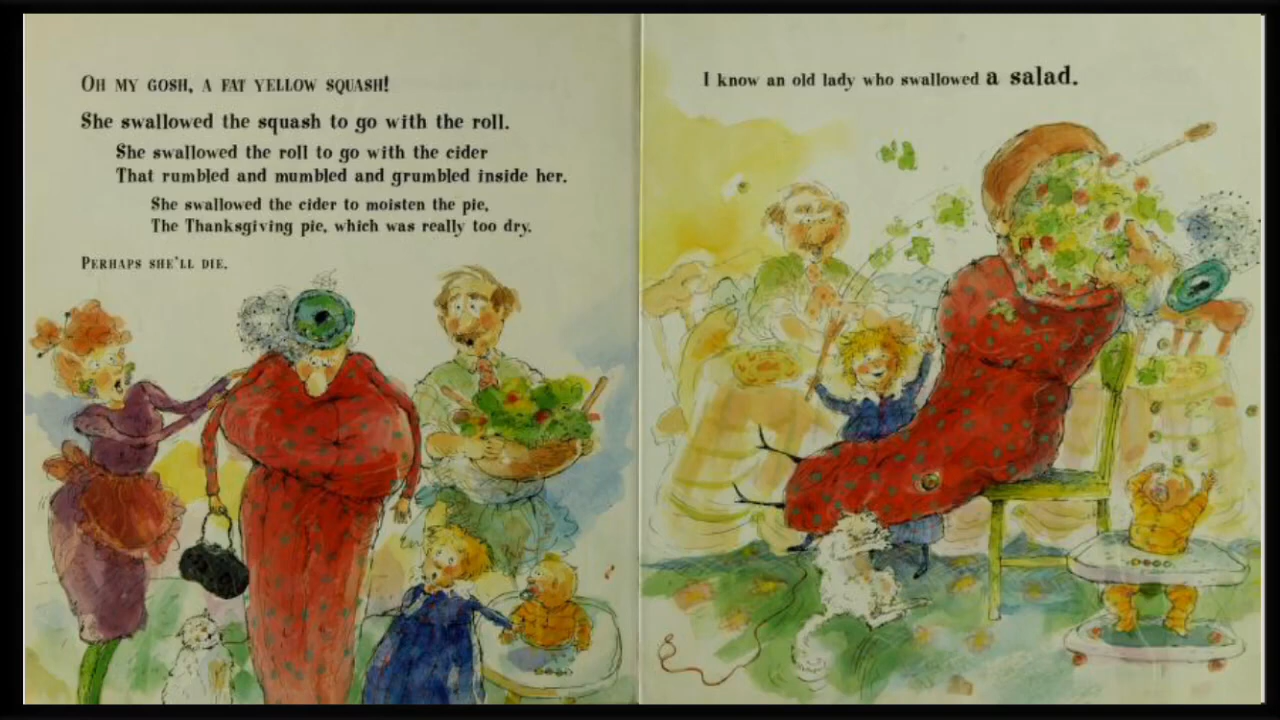 OH MY GOSH, A FAT YELLOW SQUASH!
She swallowed the squash to go with the roll.
She swallowed the roll to go with the cider
That rumbled and mumbled and grumbled inside her.
She swallowed the cider to moisten the pie,
The Thanksgiving pie, which was really too dry.
PERHAPS SHE'LL DIE.
I know an old lady who swallowed a salad.